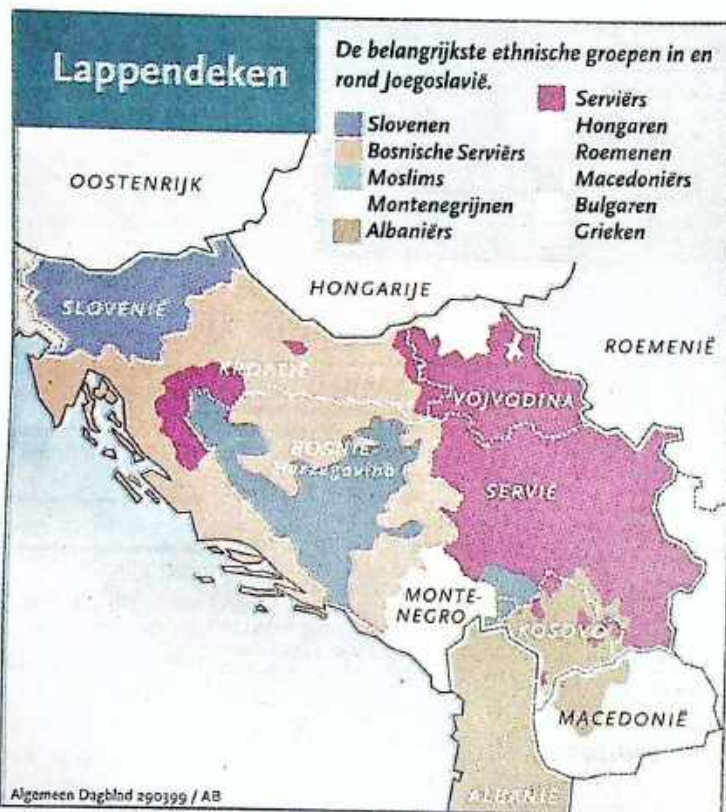 Lappendeken
De belangrijkste ethnische groepen in en
rond Joegoslavië.
Slovenen
Bosnische Serviërs
Moslims
Montenegrijnen
Albaniërs
Serviërs
Hongaren
Roemenen
Macedoniërs
Bulgaren
Grieken
OOSTENRIJK
HONGARIJE
SLOVENIË
ROEMENIË
KROATIË
VOJVODINA
BOSNIË-
Herzegovina
SERVIË
MONTE-
NEGRO
KOSOVO
MACEDONIË
ALBANIË
Algemeen Dagblad 290399 / AB